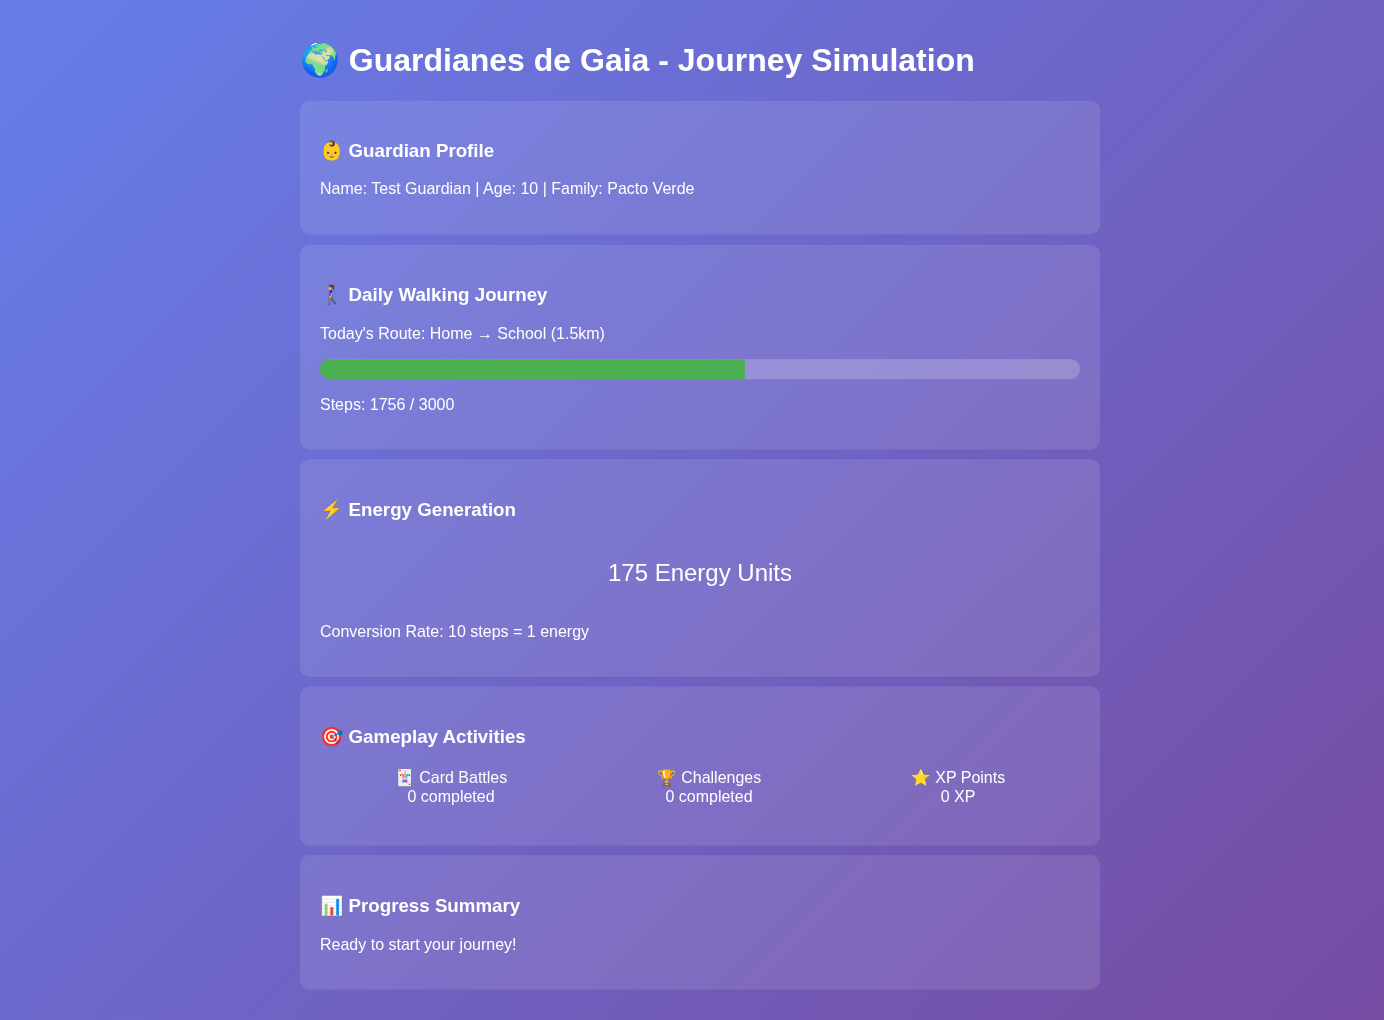 🌍 Guardianes de Gaia - Journey Simulation
👶 Guardian Profile
Name: Test Guardian | Age: 10 | Family: Pacto Verde
🚶‍♀️ Daily Walking Journey
Today's Route: Home → School (1.5km)
Steps: 1756 / 3000
⚡ Energy Generation
175 Energy Units
Conversion Rate: 10 steps = 1 energy
🎯 Gameplay Activities
🃏 Card Battles 🏆 Challenges ⭐ XP Points
0 completed 0 completed 0 XP
📊 Progress Summary
Ready to start your journey!